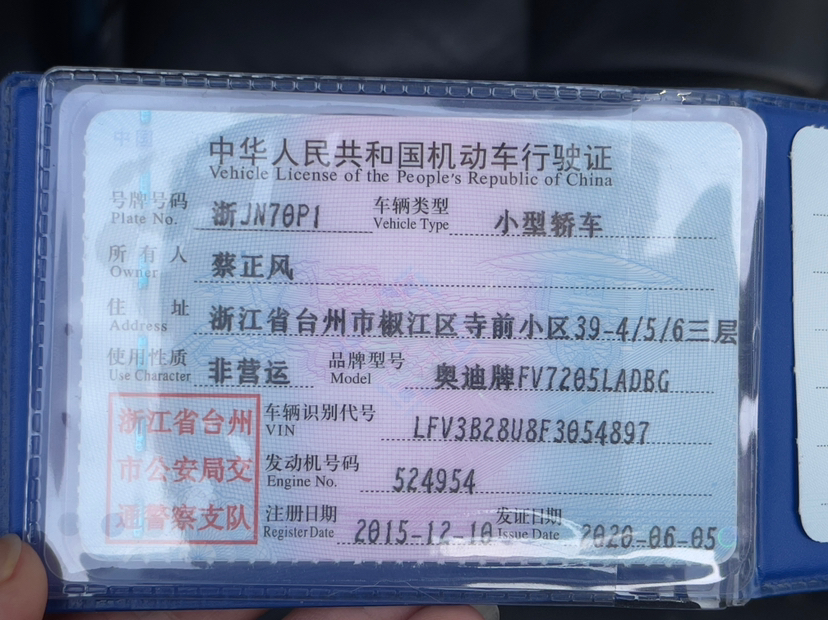 中华人民共和国机动车行驶证
Vehicle License of the People's Republic of China
号牌号码 浙JN70P1 车辆类型 小型轿车
Plate No. Vehicle Type
所有人 蔡正风
Owner
住址 浙江省台州市椒江区寺前小区39-4/5/6三层
Address
使用性质 非营运 品牌型号 奥迪牌FV7205LADBG
Use Character Model
浙江省台州
市公安局交
通警察支队
车辆识别代号 LFV3B28U8F3054897
VIN
发动机号码 524954
Engine No.
注册日期 2015-12-10 发证日期 2020-06-05
Register Date Issue Date